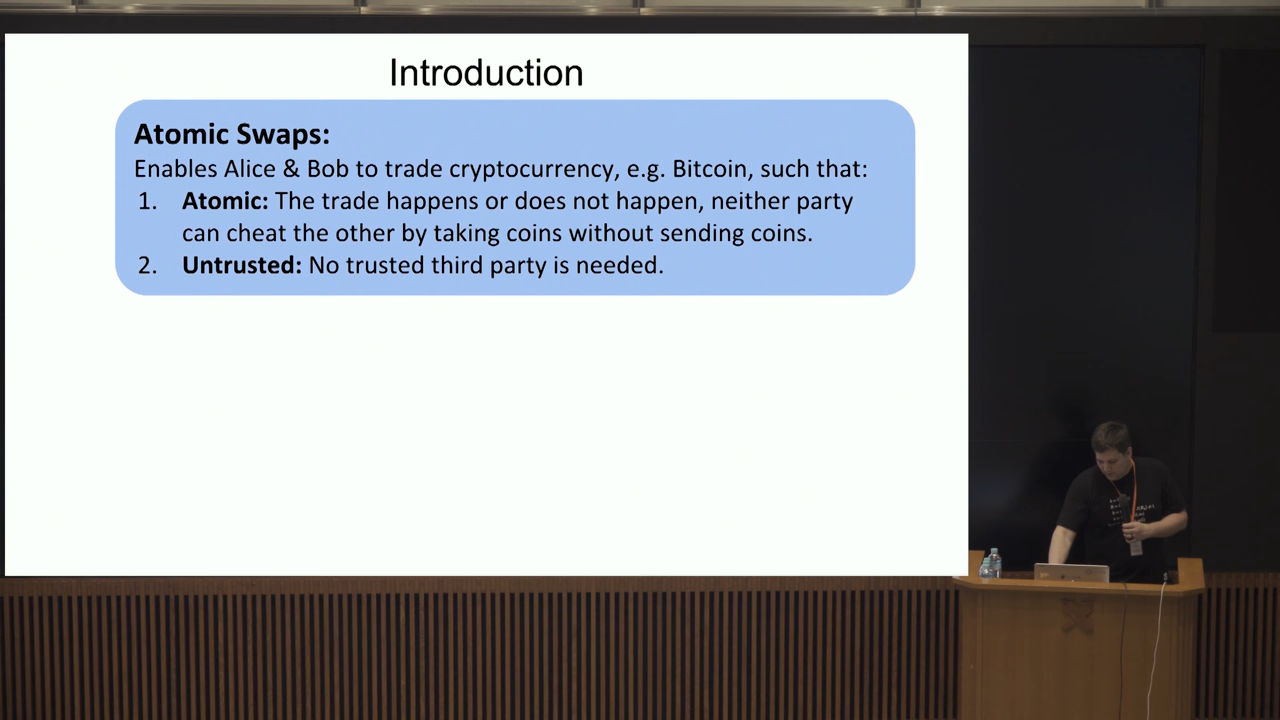 Introduction
Atomic Swaps:
Enables Alice & Bob to trade cryptocurrency, e.g. Bitcoin, such that:
1. Atomic: The trade happens or does not happen, neither party
can cheat the other by taking coins without sending coins.
2. Untrusted: No trusted third party is needed.